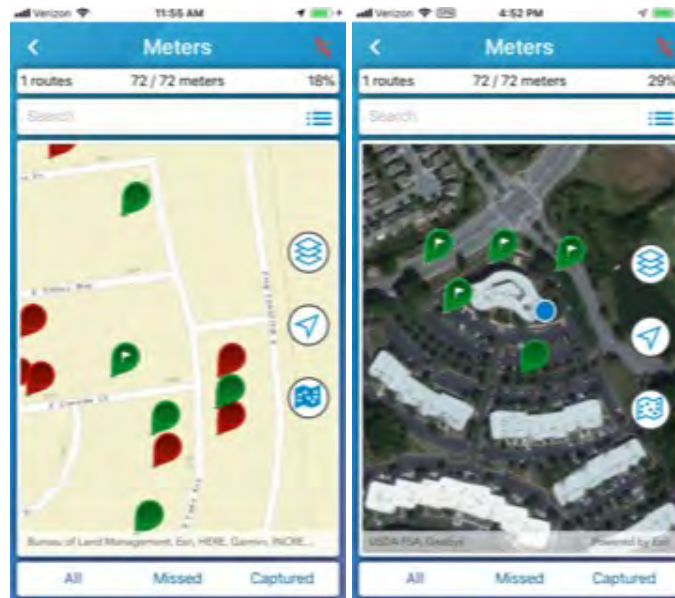 Verizon 11:55 AM
Meters
1 routes 72 / 72 meters 18%
Search
Bureau of Land Management, Esri, HERE, Garmin, INCRE...
All Missed Captured
Verizon VPN 4:52 PM
Meters
1 routes 72 / 72 meters 29%
Search
USDA FSA, GeoEye Powered by Esri
All Missed Captured